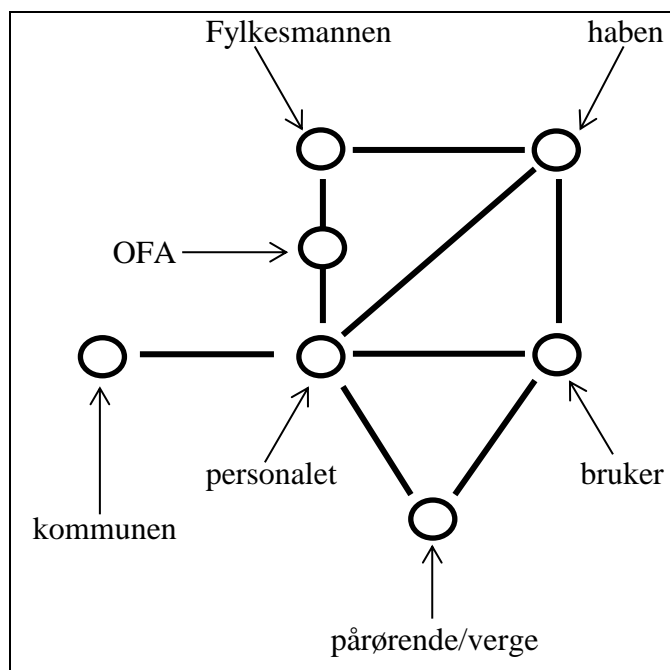 Fylkesmannen
haben
OFA
personalet
bruker
kommunen
pårørende/verge